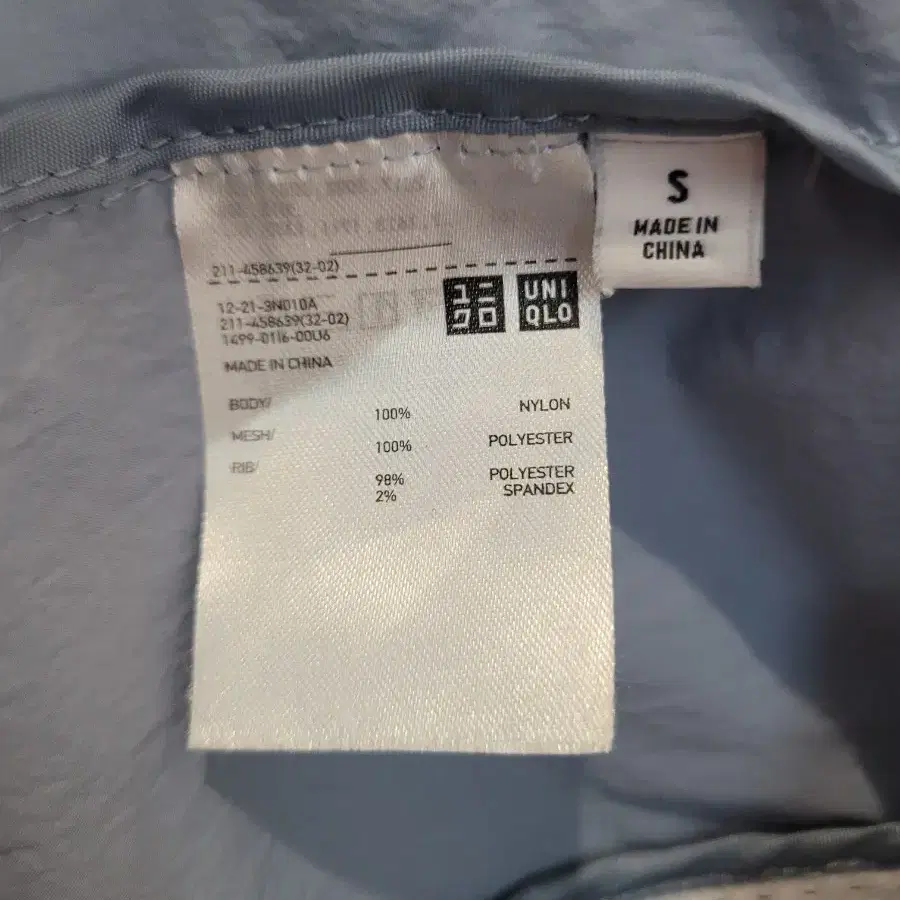 211-458639(32-02)
12-21-3N010A
211-458639(32-02)
1499-0116-00U6
MADE IN CHINA
ユニ
クロ
UNI
QLO
BODY/
100% NYLON
MESH/
100% POLYESTER
RIB/
98% POLYESTER
2% SPANDEX
S
MADE IN
CHINA